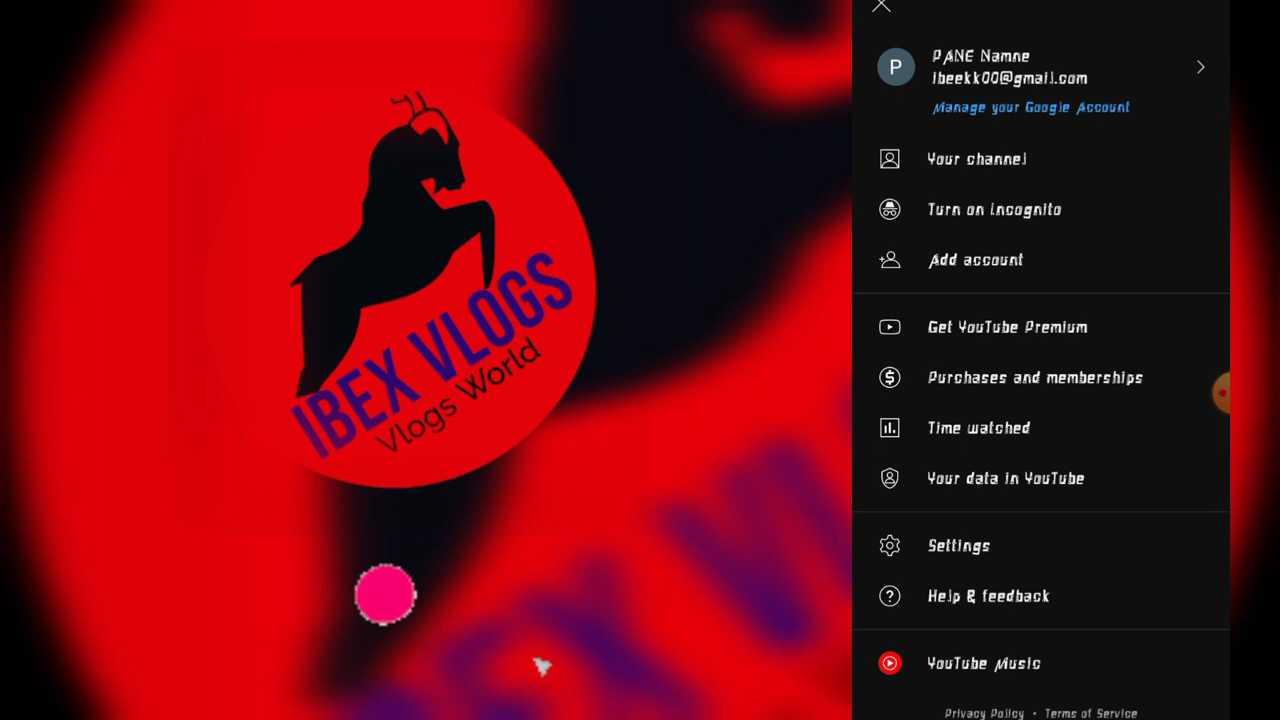 IBEX VLOGS
Vlogs World
P
PANE Namne
ibeekk00@gmail.com
Manage your Google Account
Your channel
Turn on Incognito
Add account
Get YouTube Premium
Purchases and memberships
Time watched
Your data in YouTube
Settings
Help & feedback
YouTube Music
Privacy Policy • Terms of Service